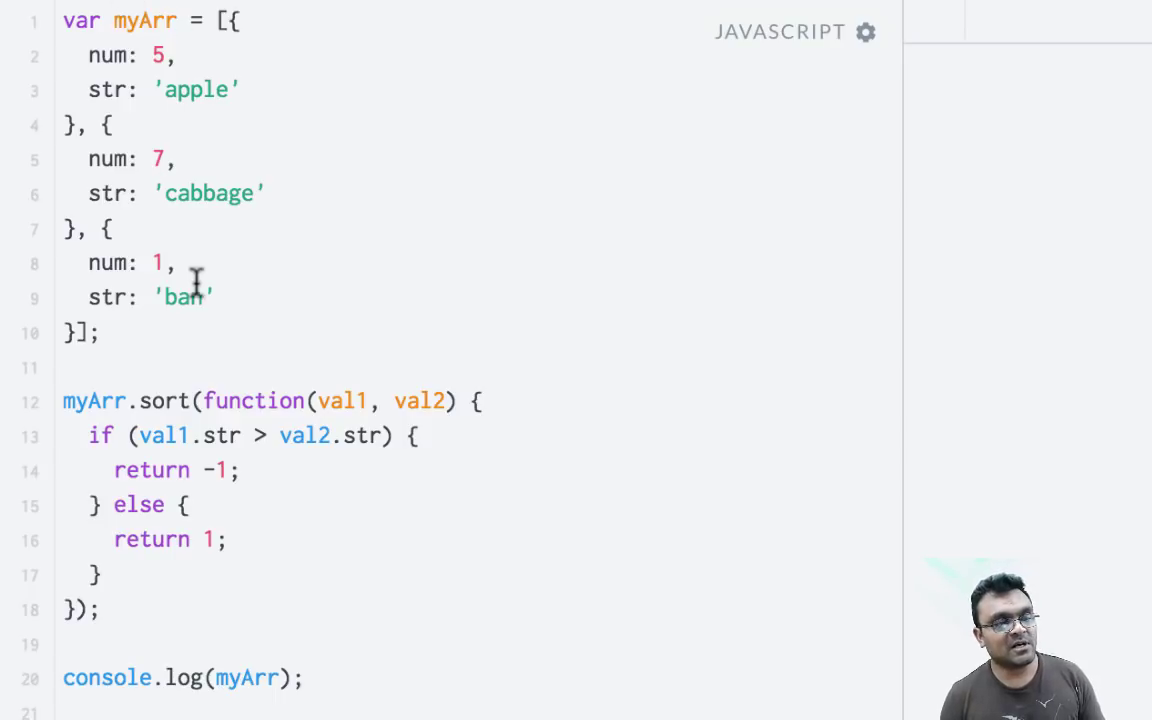 JAVASCRIPT
1 var myArr = [{
2 num: 5,
3 str: 'apple'
4 }, {
5 num: 7,
6 str: 'cabbage'
7 }, {
8 num: 1,
9 str: 'ban'
10 }];
11
12 myArr.sort(function(val1, val2) {
13 if (val1.str > val2.str) {
14 return -1;
15 } else {
16 return 1;
17 }
18 });
19
20 console.log(myArr);
21